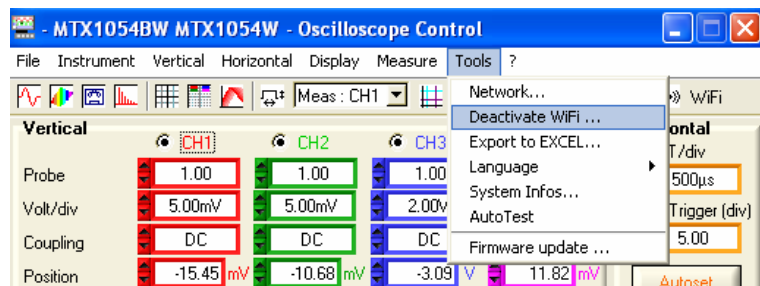 - MTX1054BW MTX1054W - Oscilloscope Control
File Instrument Vertical Horizontal Display Measure Tools ?
Meas : CH1 WiFi
Network...
Deactivate WiFi ...
Export to EXCEL...
Language
System Infos...
AutoTest
Firmware update ...
Vertical CH1 CH2 CH3 ontal
T/div
Probe 1.00 1.00 1.00 500µs
Volt/div 5.00mV 5.00mV 2.00V Trigger (div)
Coupling DC DC DC 5.00
Position -15.45 mV -10.68 mV -3.09 V 11.82 mV Autoset